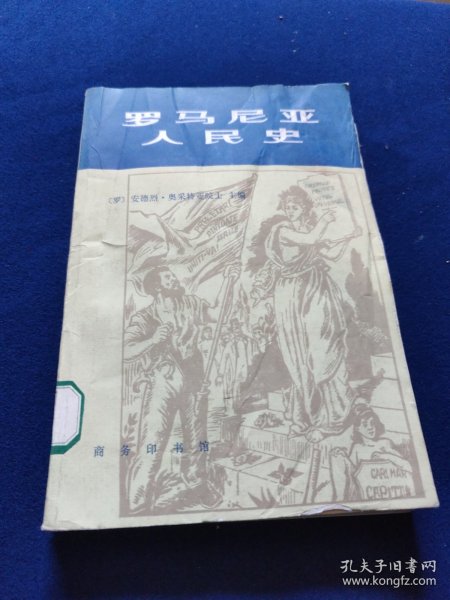 罗马尼亚
人民史
(罗) 安德烈·奥采特亚院士 主编
CARL MARX
CAPITAL
商务印书馆
孔夫子旧书网
www.kongfz.com